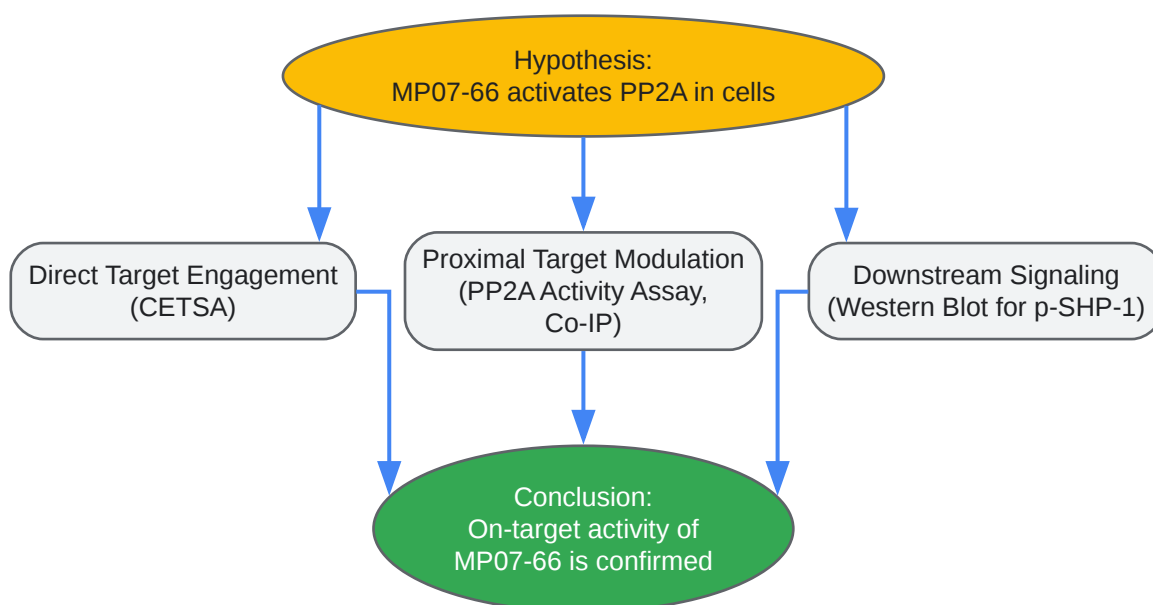 Hypothesis:
MP07-66 activates PP2A in cells
Direct Target Engagement
(CETSA)
Proximal Target Modulation
(PP2A Activity Assay,
Co-IP)
Downstream Signaling
(Western Blot for p-SHP-1)
Conclusion:
On-target activity of
MP07-66 is confirmed